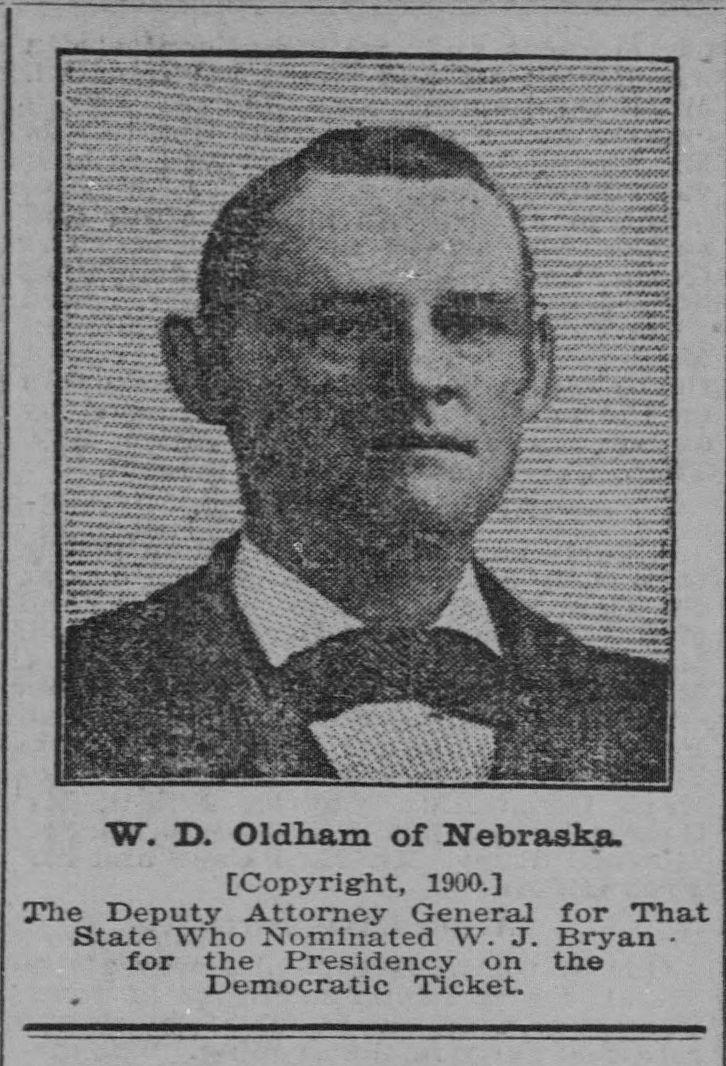 W. D. Oldham of Nebraska.
[Copyright, 1900.]
The Deputy Attorney General for That
State Who Nominated W. J. Bryan
for the Presidency on the
Democratic Ticket.